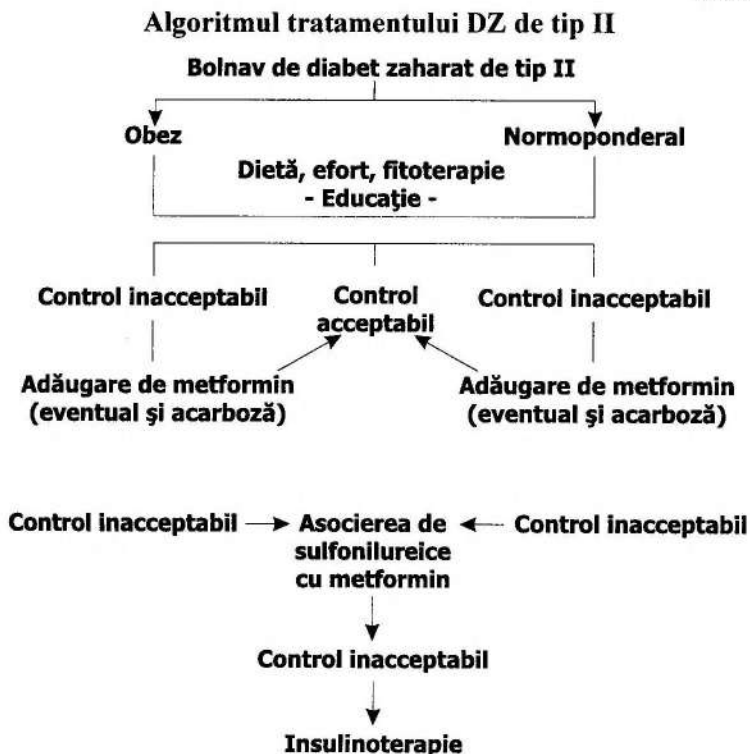 Algoritmul tratamentului DZ de tip II
Bolnav de diabet zaharat de tip II
Obez
Normoponderal
Dietă, efort, fitoterapie
- Educaţie -
Control inacceptabil
Control
acceptabil
Control inacceptabil
Adăugare de metformin
(eventual şi acarboză)
Adăugare de metformin
(eventual şi acarboză)
Control inacceptabil
Asocierea de
sulfonilureice
cu metformin
Control inacceptabil
Control inacceptabil
Insulinoterapie